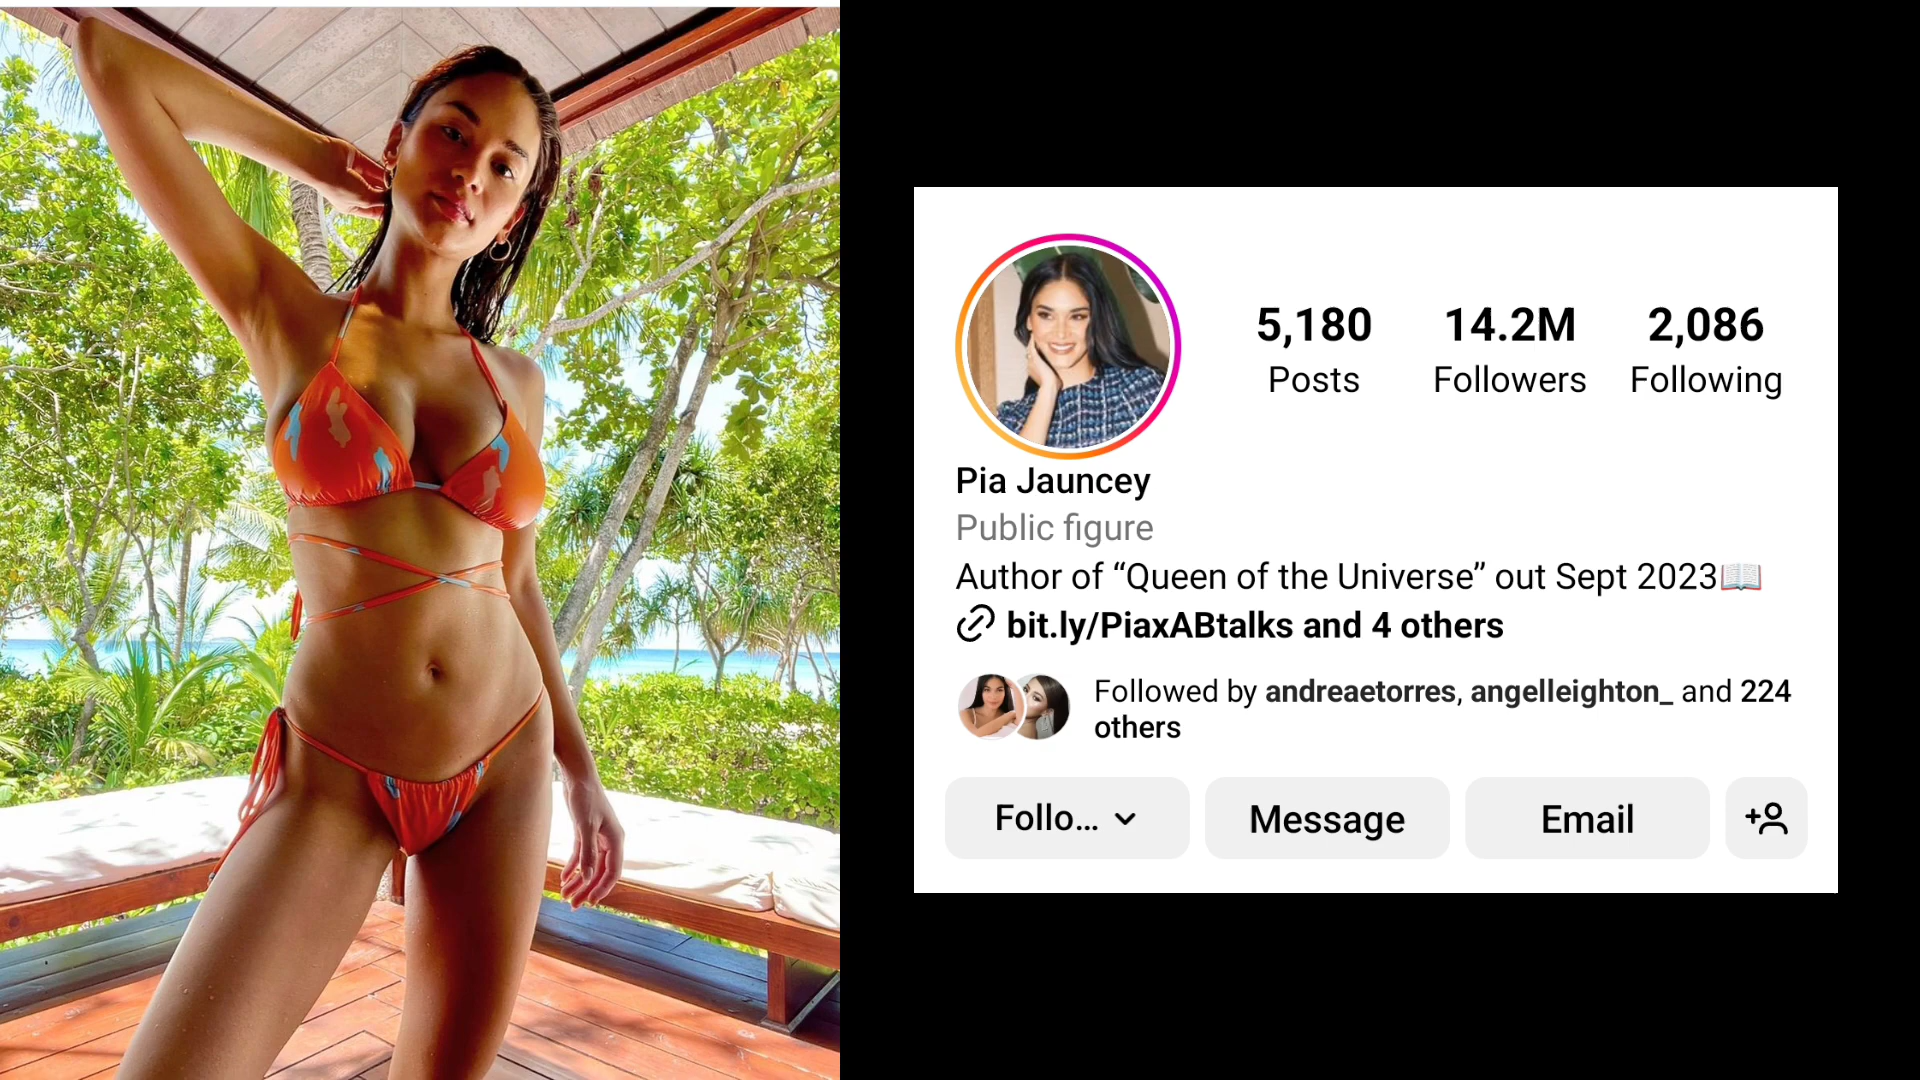 5,180 14.2M 2,086
Posts Followers Following
Pia Jauncey
Public figure
Author of “Queen of the Universe” out Sept 2023📖
bit.ly/PiaxABtalks and 4 others
Followed by andreaetorres, angelleighton_ and 224
others
Follo... Message Email